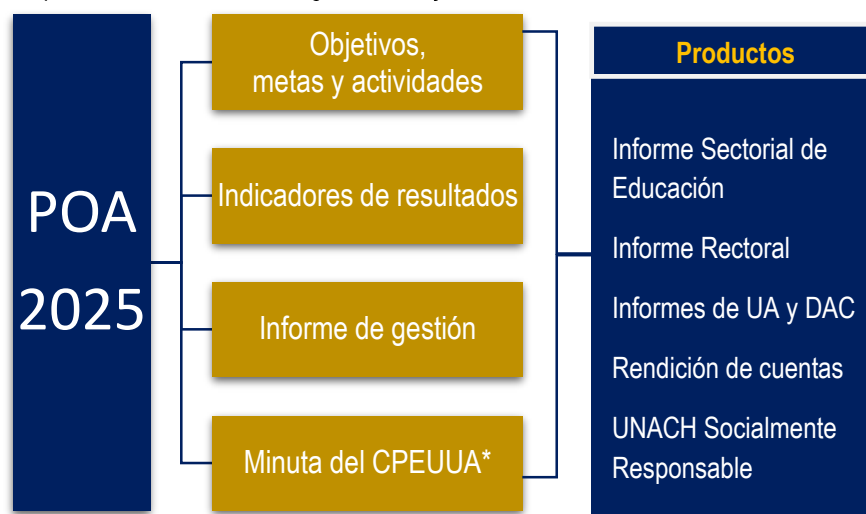 POA
2025
Objetivos,
metas y actividades
Indicadores de resultados
Informe de gestión
Minuta del CPEUUA*
Productos
Informe Sectorial de
Educación
Informe Rectoral
Informes de UA y DAC
Rendición de cuentas
UNACH Socialmente
Responsable